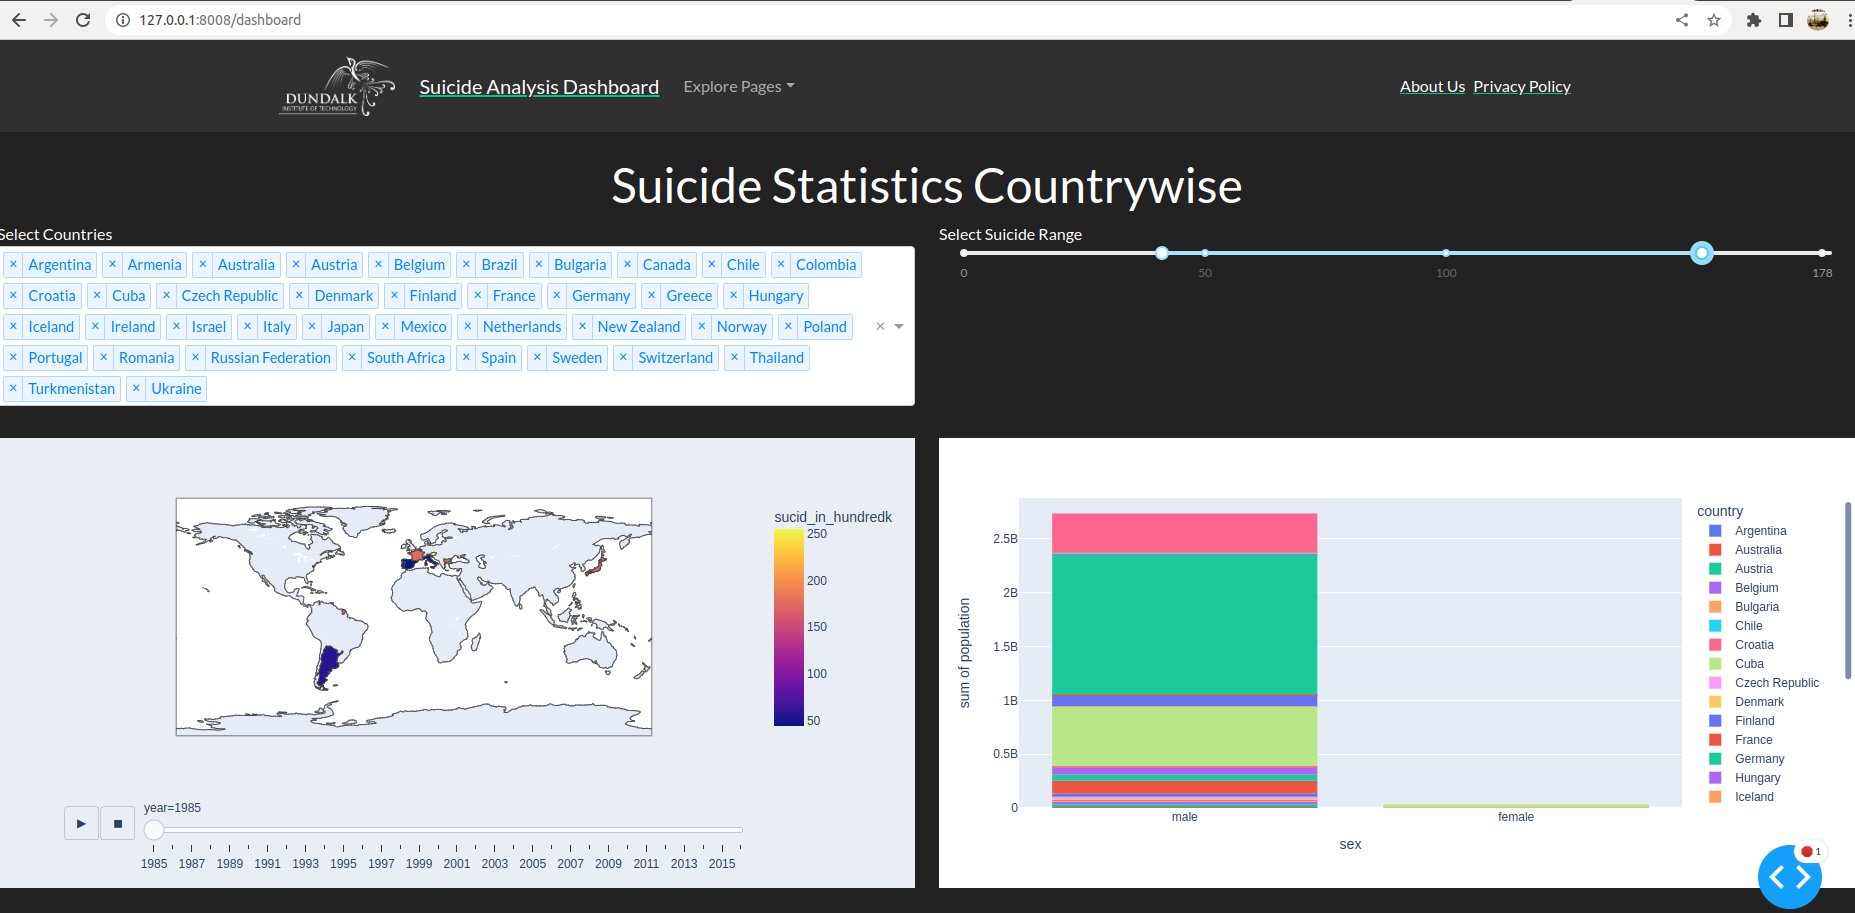 127.0.0.1:8008/dashboard
DUNDALK
INSTITUTE OF TECHNOLOGY
Suicide Analysis Dashboard
Explore Pages
About Us Privacy Policy
Suicide Statistics Countrywise
Select Countries
× Argentina × Armenia × Australia × Austria × Belgium × Brazil × Bulgaria × Canada × Chile × Colombia
× Croatia × Cuba × Czech Republic × Denmark × Finland × France × Germany × Greece × Hungary
× Iceland × Ireland × Israel × Italy × Japan × Mexico × Netherlands × New Zealand × Norway × Poland ×
× Portugal × Romania × Russian Federation × South Africa × Spain × Sweden × Switzerland × Thailand
× Turkmenistan × Ukraine
Select Suicide Range
0 50 100 178
sucid_in_hundredk
250
200
150
100
50
year=1985
1985 1987 1989 1991 1993 1995 1997 1999 2001 2003 2005 2007 2009 2011 2013 2015
sum of population
2.5B
2B
1.5B
1B
0.5B
0
male female
sex
country
Argentina
Australia
Austria
Belgium
Bulgaria
Chile
Croatia
Cuba
Czech Republic
Denmark
Finland
France
Germany
Hungary
Iceland
1